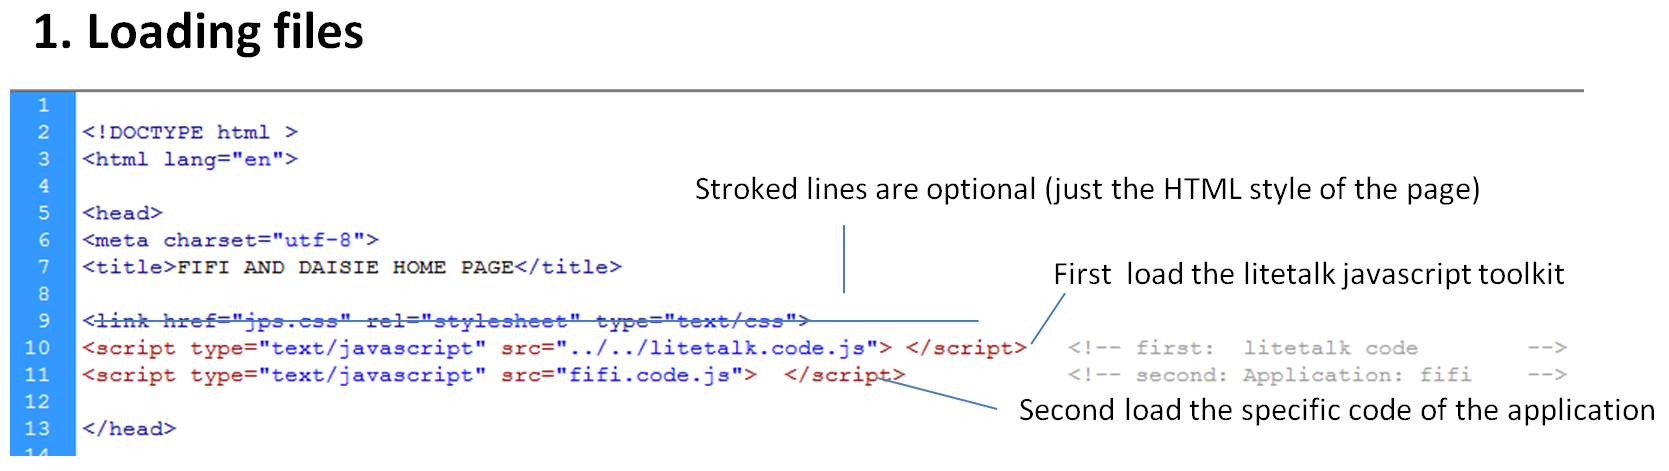 1. Loading files
1
2 <!DOCTYPE html >
3 <html lang="en">
4
Stroked lines are optional (just the HTML style of the page)
5 <head>
6 <meta charset="utf-8">
7 <title>FIFI AND DAISIE HOME PAGE</title>
First  load the litetalk javascript toolkit
8
9 <link href="jps.css" rel="stylesheet" type="text/css">
10 <script type="text/javascript" src="../../litetalk.code.js"> </script>   <!-- first:  litetalk code        -->
11 <script type="text/javascript" src="fifi.code.js">  </script>            <!-- second: Application: fifi    -->
12
Second load the specific code of the application
13 </head>
14